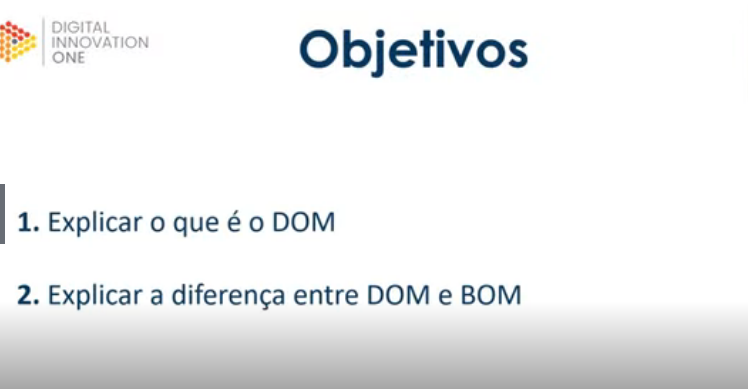 DIGITAL
INNOVATION
ONE
Objetivos
1. Explicar o que é o DOM
2. Explicar a diferença entre DOM e BOM